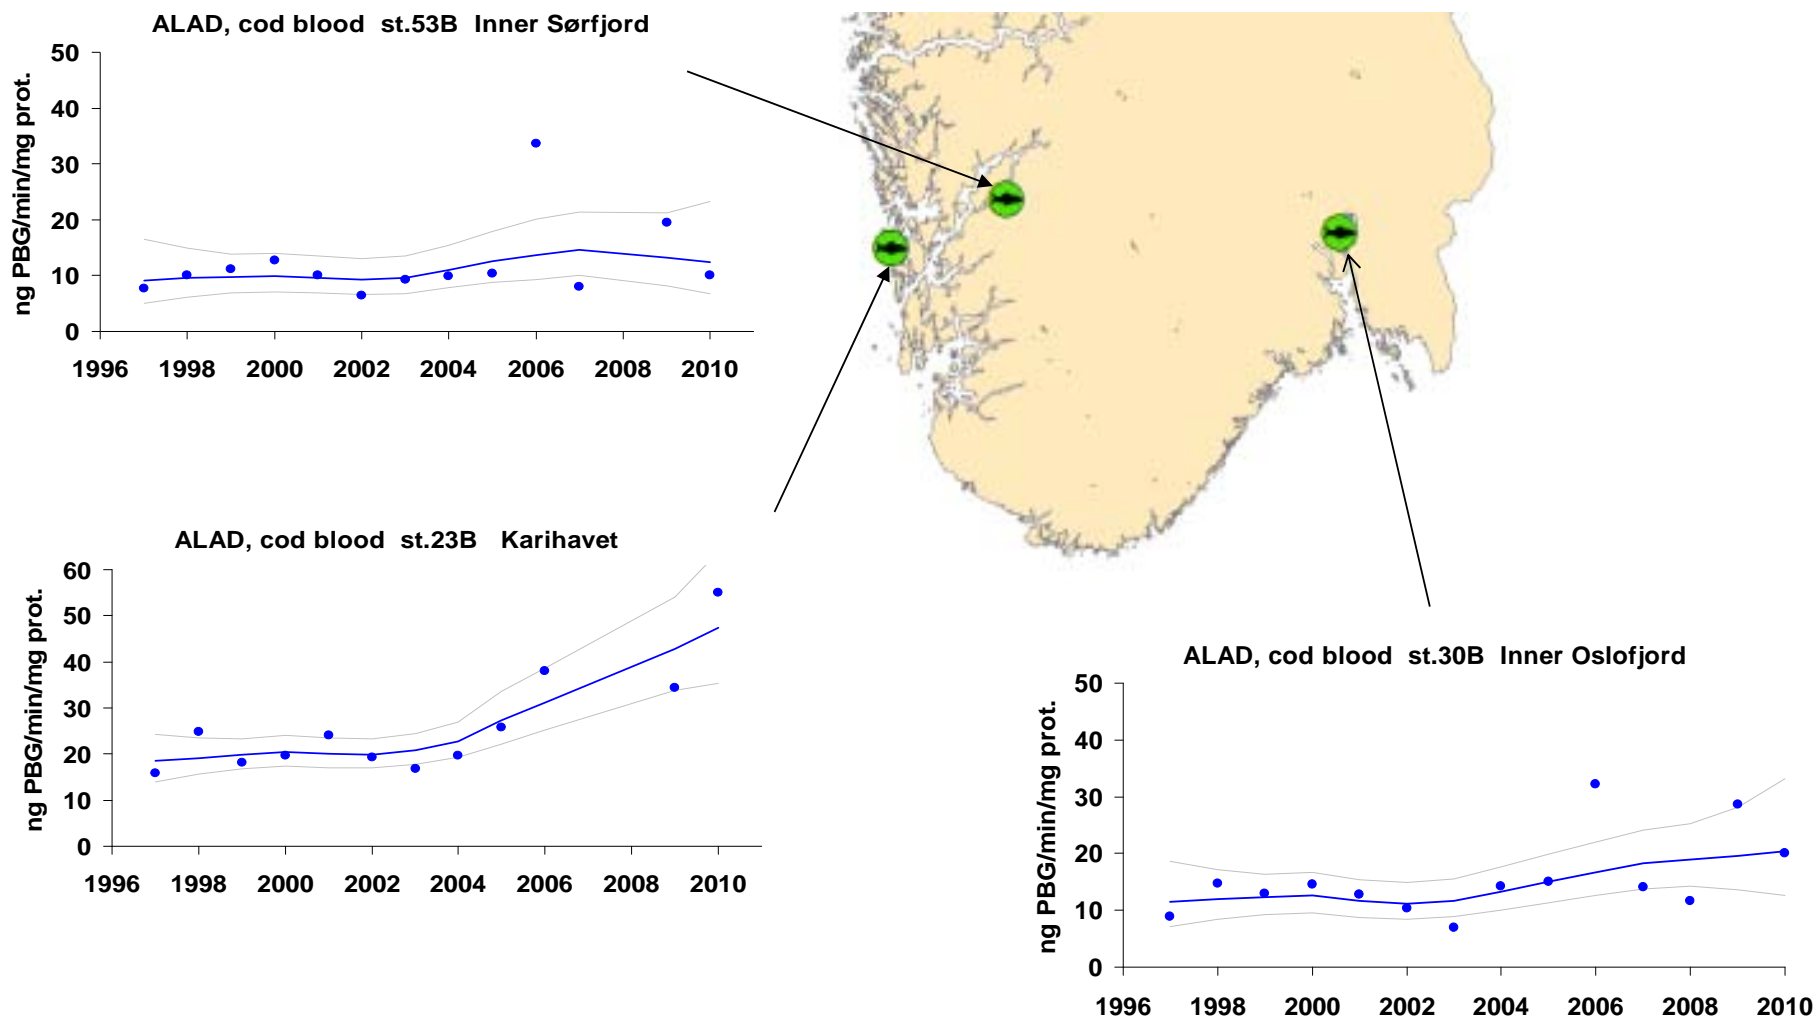 ALAD, cod blood st.53B Inner Sørfjord
ng PBG/min/mg prot.
50
40
30
20
10
0
1996 1998 2000 2002 2004 2006 2008 2010
ALAD, cod blood st.23B Karihavet
ng PBG/min/mg prot.
60
50
40
30
20
10
0
1996 1998 2000 2002 2004 2006 2008 2010
ALAD, cod blood st.30B Inner Oslofjord
ng PBG/min/mg prot.
50
40
30
20
10
0
1996 1998 2000 2002 2004 2006 2008 2010